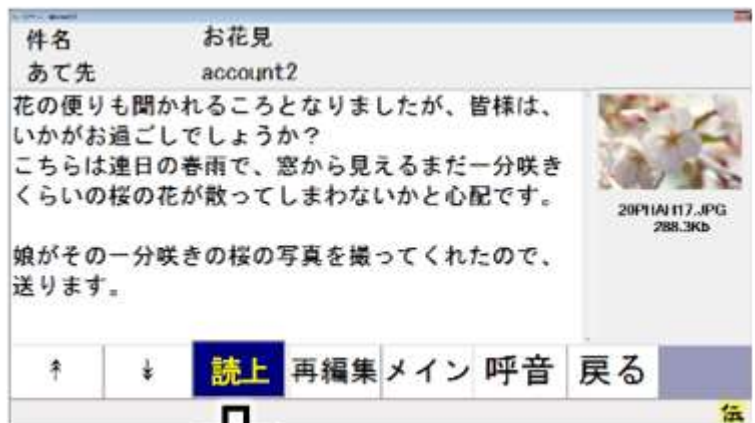 件名 お花見
あて先 account2
花の便りも聞かれるころとなりましたが、皆様は、
いかがお過ごしでしょうか？
こちらは連日の春雨で、窓から見えるまだ一分咲き
くらいの桜の花が散ってしまわないかと心配です。
娘がその一分咲きの桜の写真を撮ってくれたので、
送ります。
288.3Kb
↟ ↡ 読上 再編集 メイン 呼音 戻る
伝